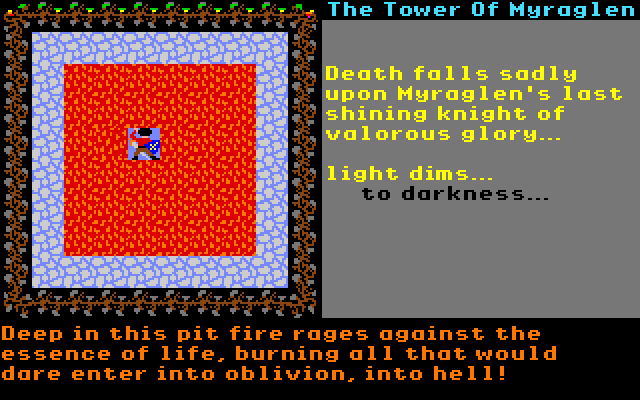 The Tower Of Myraglen
Death falls sadly
upon Myraglen's last
shining knight of
valorous glory...
light dims...
to darkness...
Deep in this pit fire rages against the
essence of life, burning all that would
dare enter into oblivion, into hell!